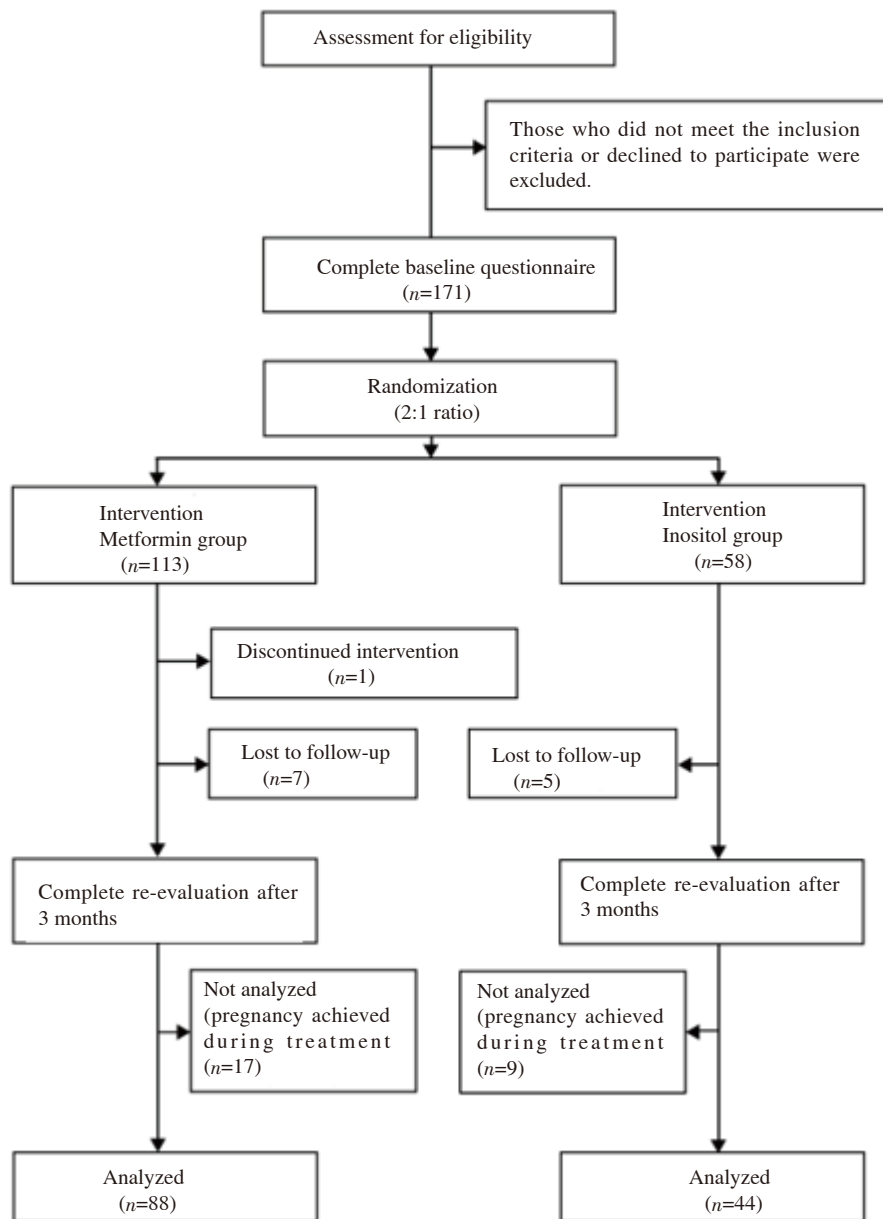 Assessment for eligibility
Those who did not meet the inclusion
criteria or declined to participate were
excluded.
Complete baseline questionnaire
(n=171)
Randomization
(2:1 ratio)
Intervention
Metformin group
(n=113)
Intervention
Inositol group
(n=58)
Discontinued intervention
(n=1)
Lost to follow-up
(n=7)
Lost to follow-up
(n=5)
Complete re-evaluation after
3 months
Complete re-evaluation after
3 months
Not analyzed
(pregnancy achieved
during treatment
(n=17)
Not analyzed
(pregnancy achieved
during treatment
(n=9)
Analyzed
(n=88)
Analyzed
(n=44)